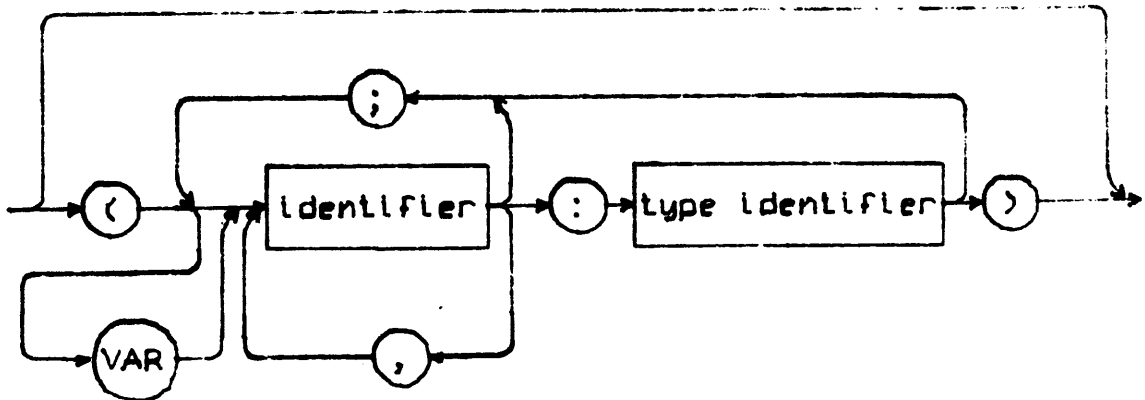 ;
( identifier : type identifier )
VAR ,